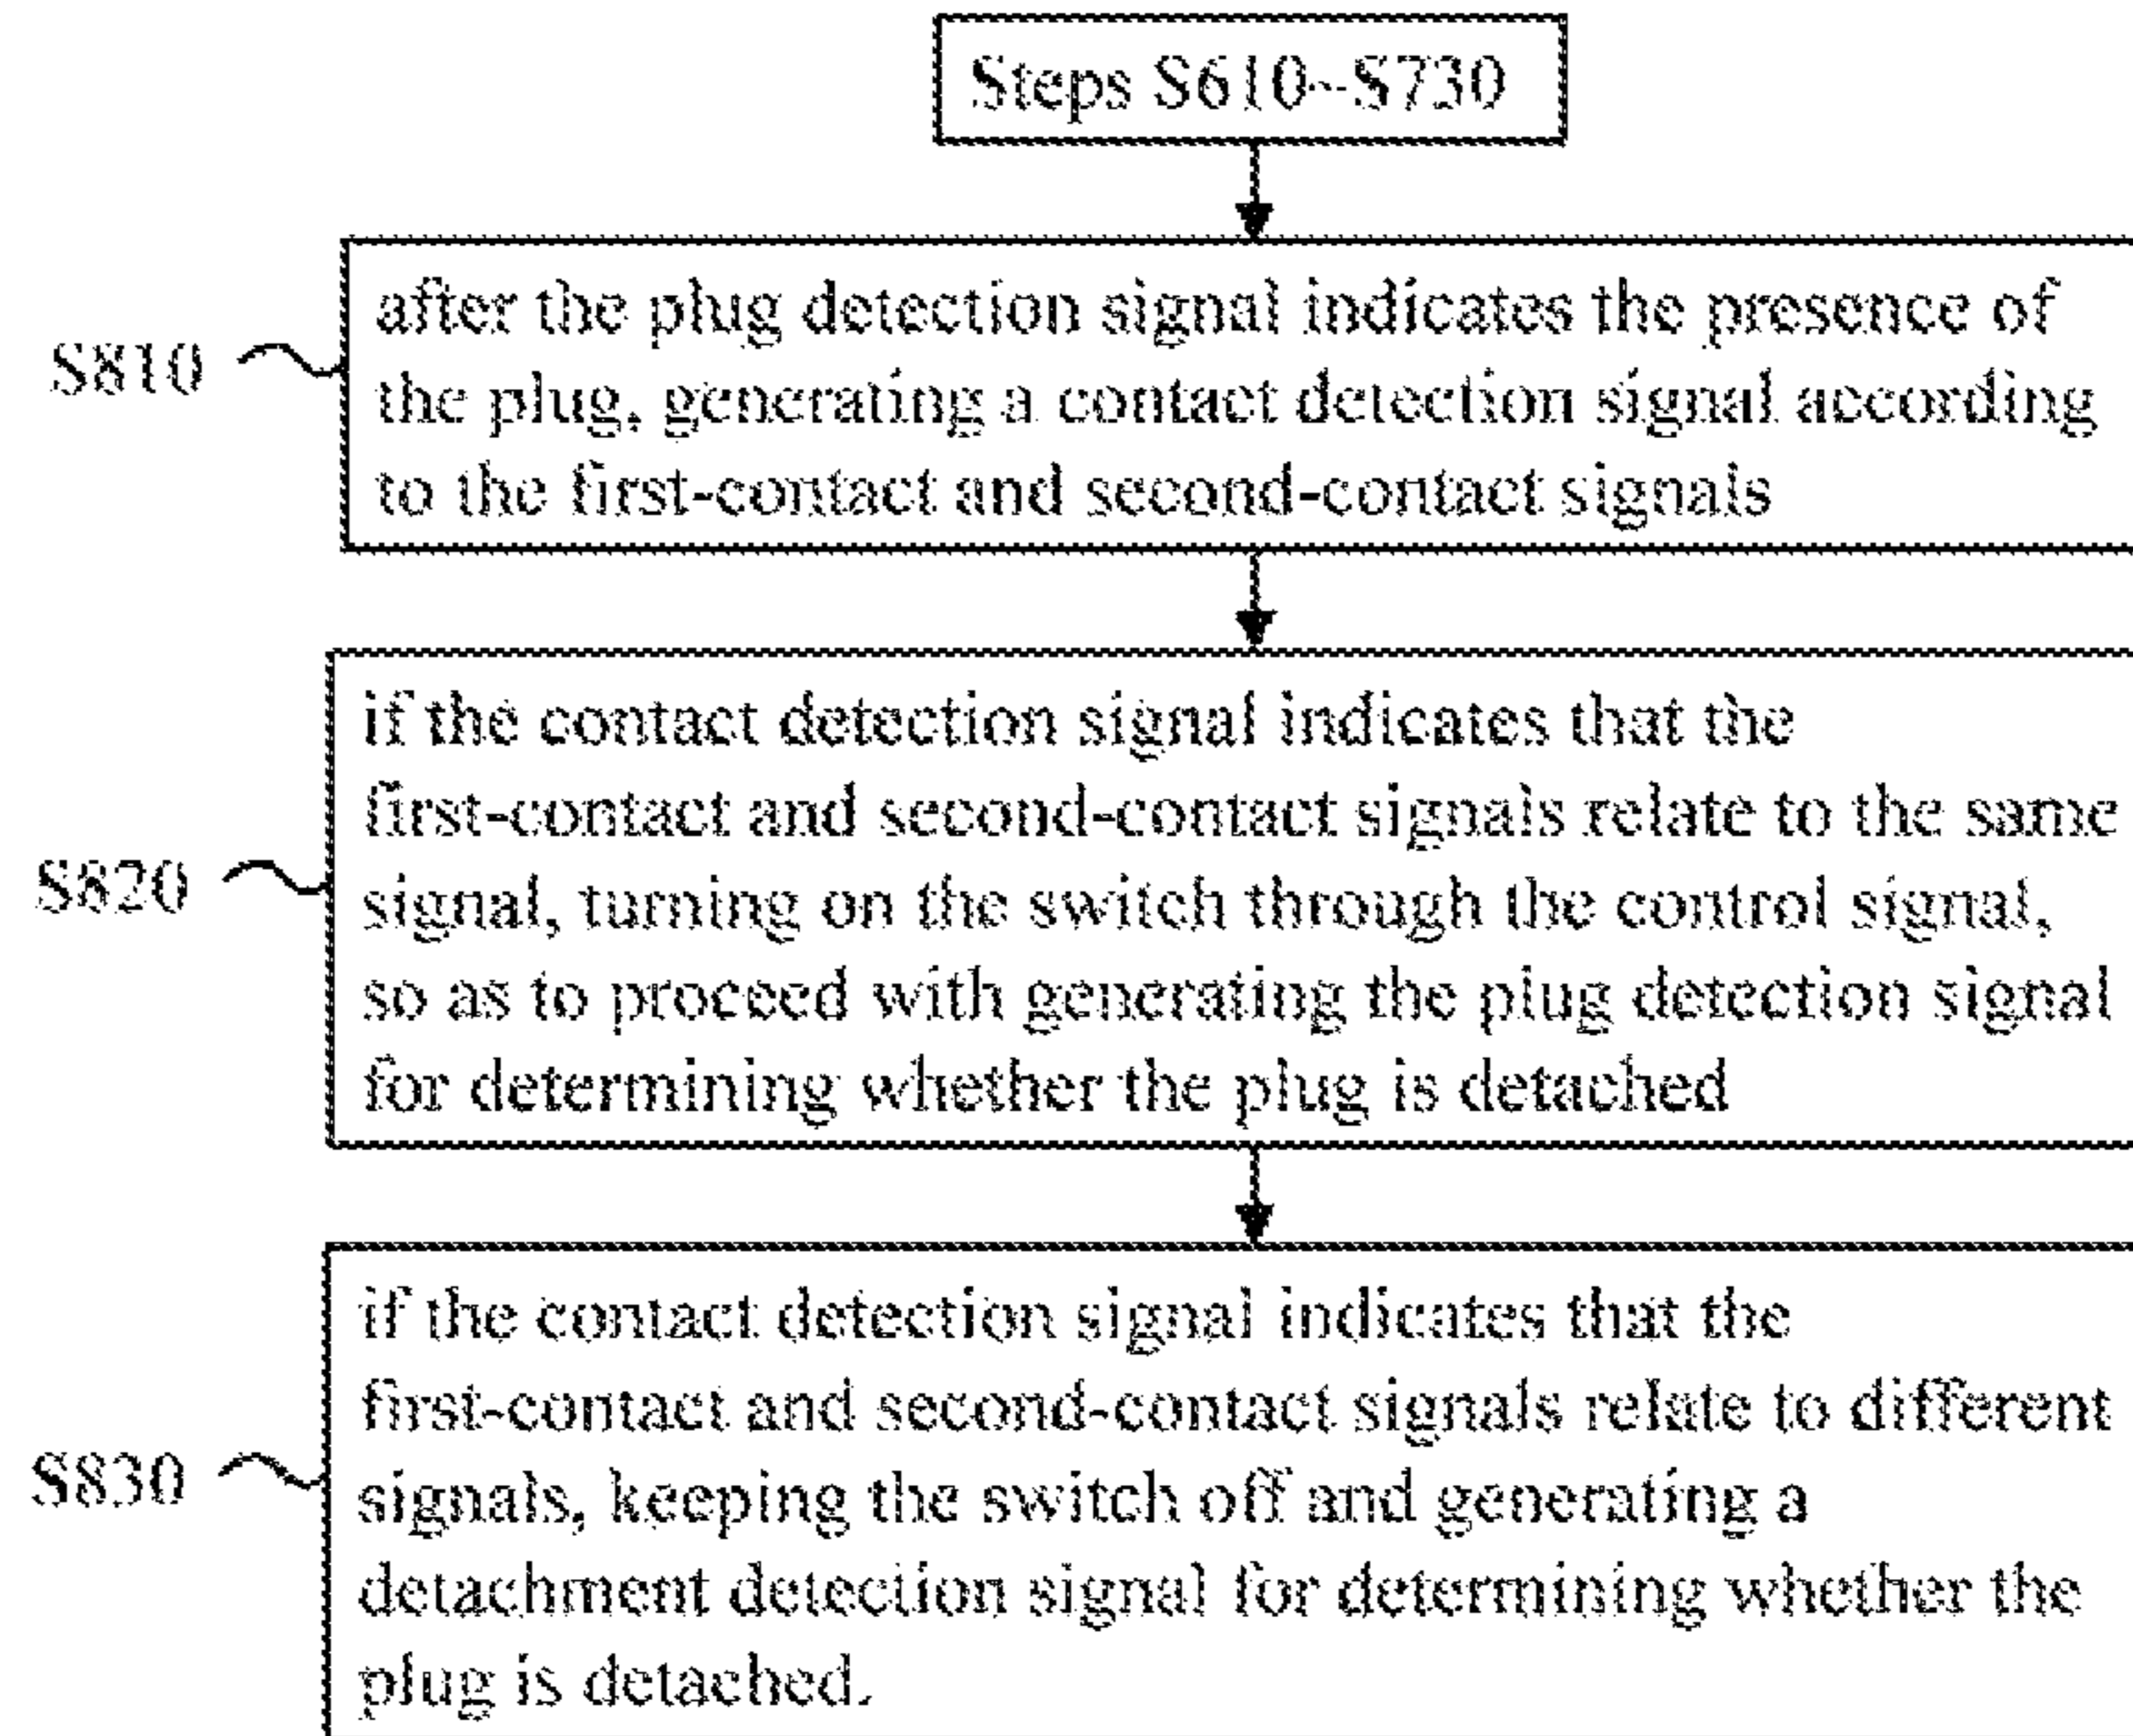 Steps S610~S730
S810
after the plug detection signal indicates the presence of
the plug, generating a contact detection signal according
to the first-contact and second-contact signals
S820
if the contact detection signal indicates that the
first-contact and second-contact signals relate to the same
signal, turning on the switch through the control signal,
so as to proceed with generating the plug detection signal
for determining whether the plug is detached
S830
if the contact detection signal indicates that the
first-contact and second-contact signals relate to different
signals, keeping the switch off and generating a
detachment detection signal for determining whether the
plug is detached.